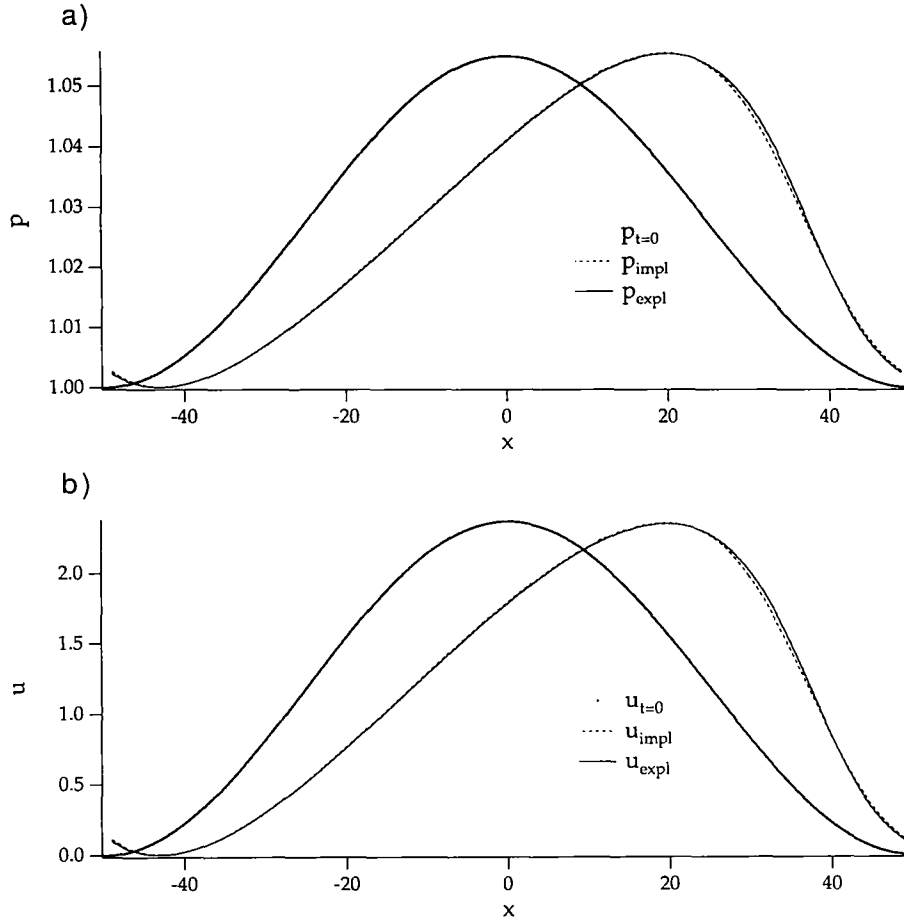 a)
1.05
1.04
1.03
1.02
1.01
1.00
p
p_{t=0}
p_{impl}
p_{expl}
-40
-20
0
20
40
x
b)
2.0
1.5
1.0
0.5
0.0
u
u_{t=0}
u_{impl}
u_{expl}
-40
-20
0
20
40
x